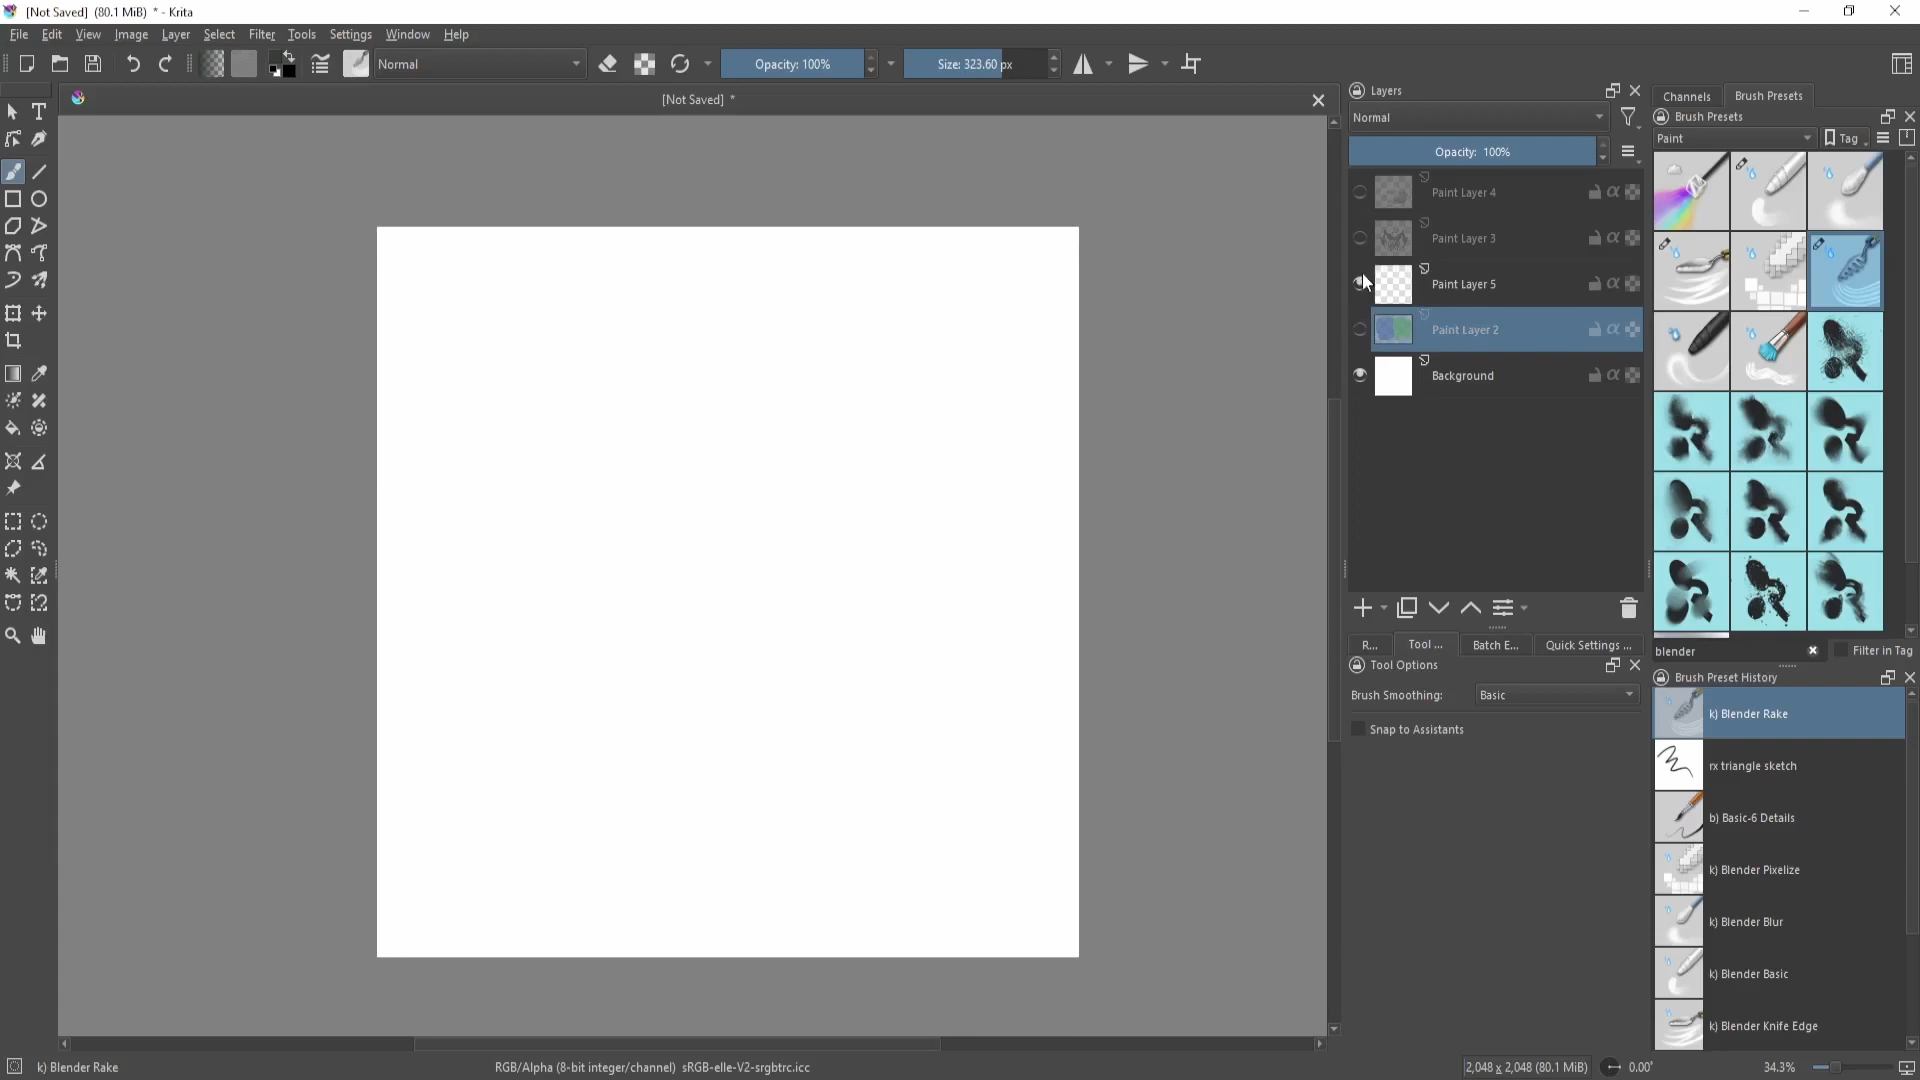 [Not Saved] (80.1 MiB) * - Krita
File Edit View Image Layer Select Filter Tools Settings Window Help
Normal Opacity: 100% Size: 323.60 px
[Not Saved] *
Layers
Normal
Opacity: 100%
Paint Layer 4
Paint Layer 3
Paint Layer 5
Paint Layer 2
Background
R... Tool ... Batch E... Quick Settings ...
Tool Options
Brush Smoothing: Basic
Snap to Assistants
Channels Brush Presets
Brush Presets
Paint Tag
blender Filter in Tag
Brush Preset History
k) Blender Rake
rx triangle sketch
b) Basic-6 Details
k) Blender Pixelize
k) Blender Blur
k) Blender Basic
k) Blender Knife Edge
k) Blender Rake RGB/Alpha (8-bit integer/channel) sRGB-elle-V2-srgbtrc.icc 2,048 x 2,048 (80.1 MiB) 0.00° 34.3%